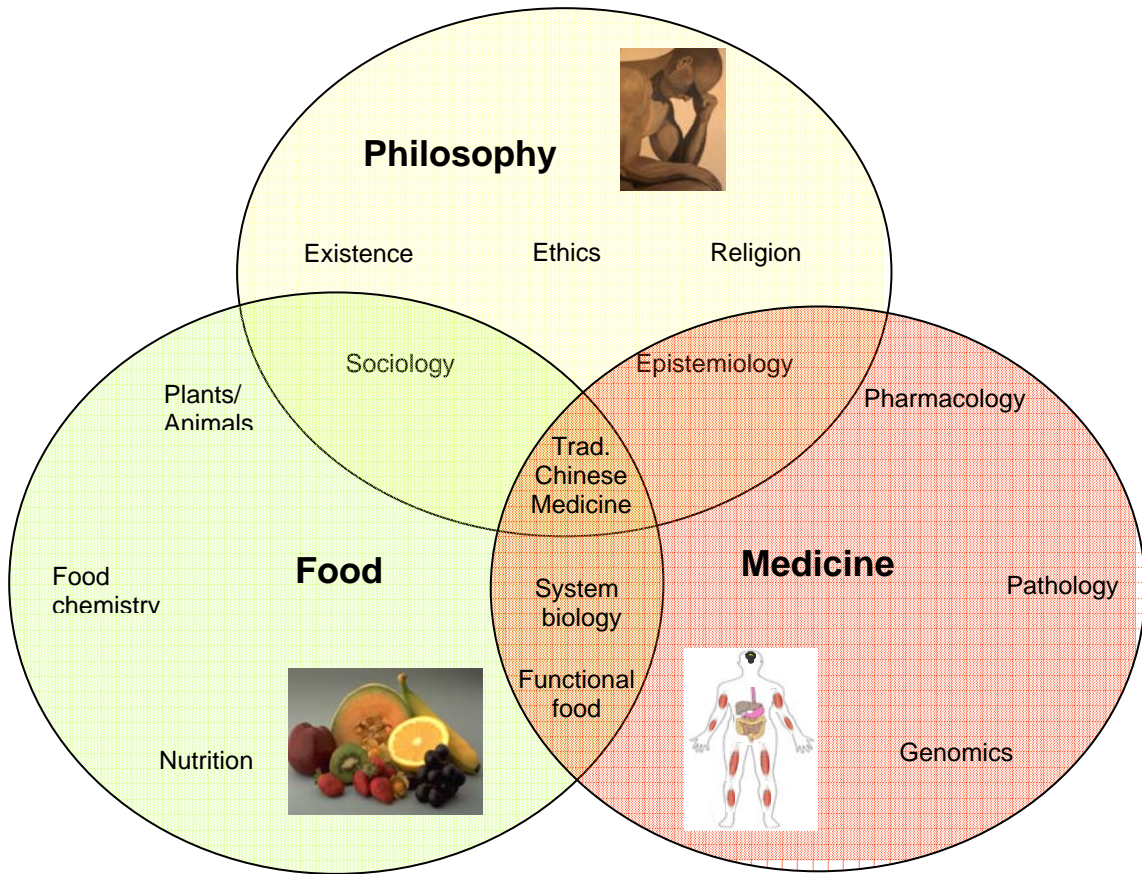 Philosophy
Existence
Ethics
Religion
Sociology
Epistemiology
Plants/
Animals
Pharmacology
Trad.
Chinese
Medicine
Food
Medicine
Food
chemistry
System
biology
Pathology
Functional
food
Nutrition
Genomics